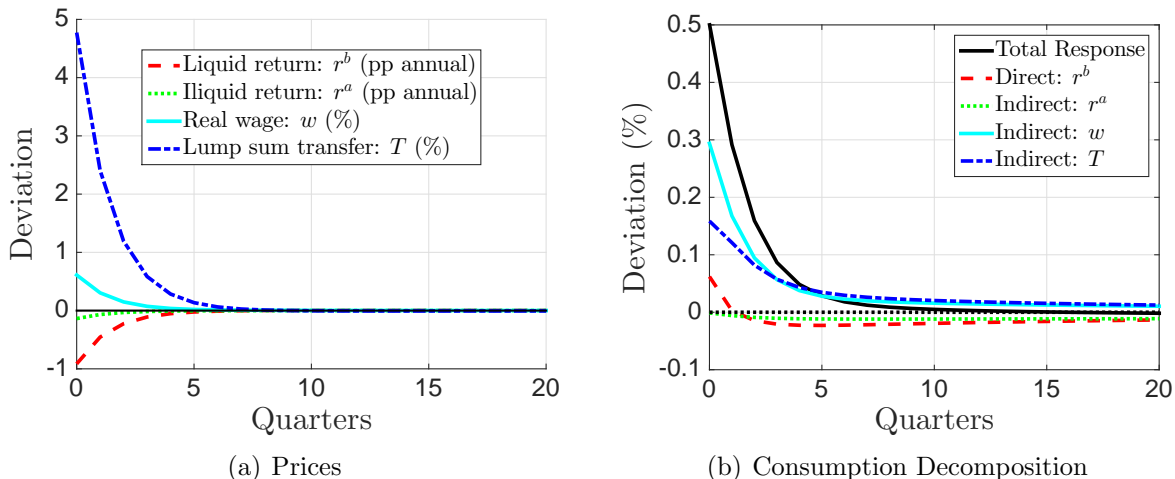 5
4
3
2
1
0
-1
Deviation
Liquid return: r^b (pp annual)
Iliquid return: r^a (pp annual)
Real wage: w (%)
Lump sum transfer: T (%)
0 5 10 15 20
Quarters
(a) Prices
0.5
0.4
0.3
0.2
0.1
0
-0.1
Deviation (%)
Total Response
Direct: r^b
Indirect: r^a
Indirect: w
Indirect: T
0 5 10 15 20
Quarters
(b) Consumption Decomposition